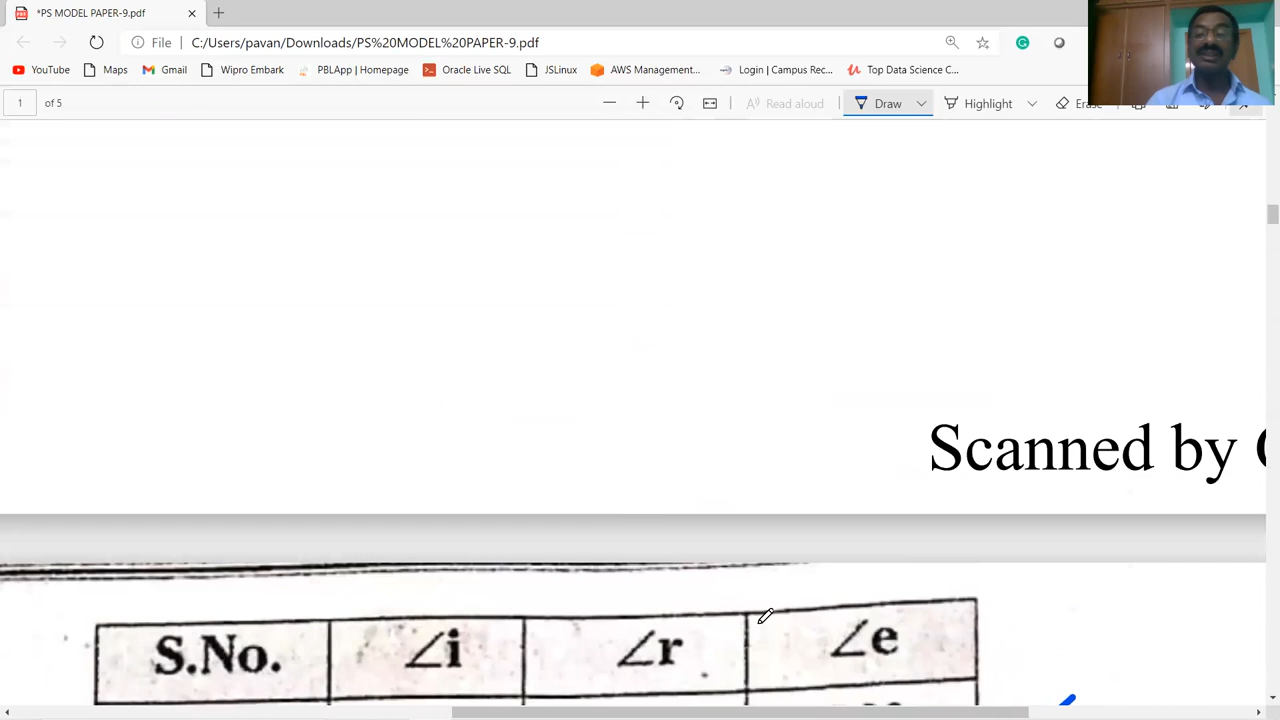 *PS MODEL PAPER-9.pdf
File C:/Users/pavan/Downloads/PS%20MODEL%20PAPER-9.pdf
YouTube Maps Gmail Wipro Embark PBLApp | Homepage Oracle Live SQL JSLinux AWS Management... Login | Campus Rec... Top Data Science C...
1 of 5 Read aloud Draw Highlight Erase
Scanned by
S.No. ∠i ∠r ∠e